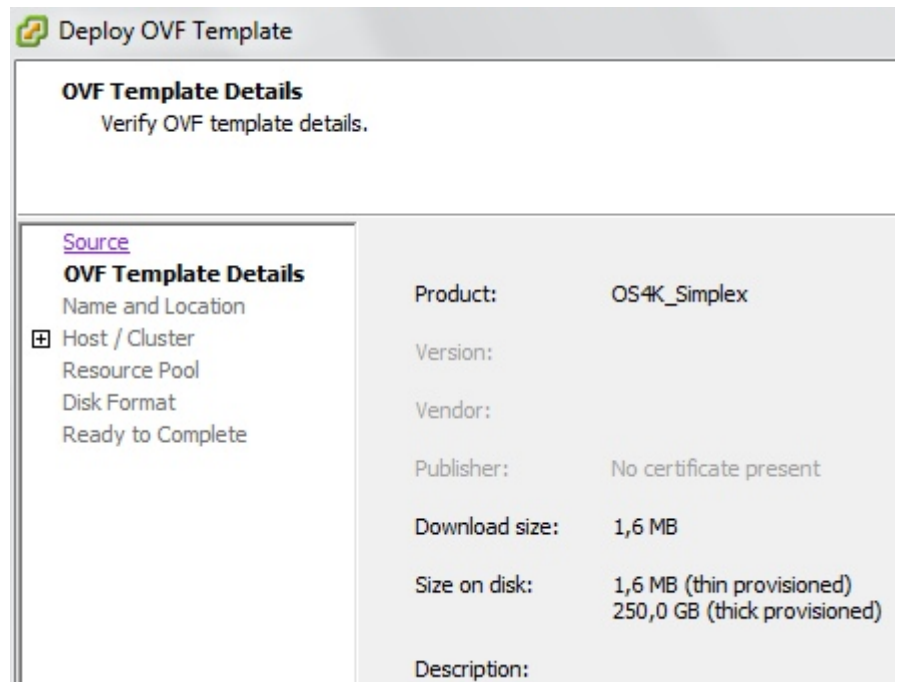 Deploy OVF Template
OVF Template Details
Verify OVF template details.
Source
OVF Template Details
Name and Location
Host / Cluster
Resource Pool
Disk Format
Ready to Complete
Product: OS4K_Simplex
Version:
Vendor:
Publisher: No certificate present
Download size: 1,6 MB
Size on disk: 1,6 MB (thin provisioned)
250,0 GB (thick provisioned)
Description: